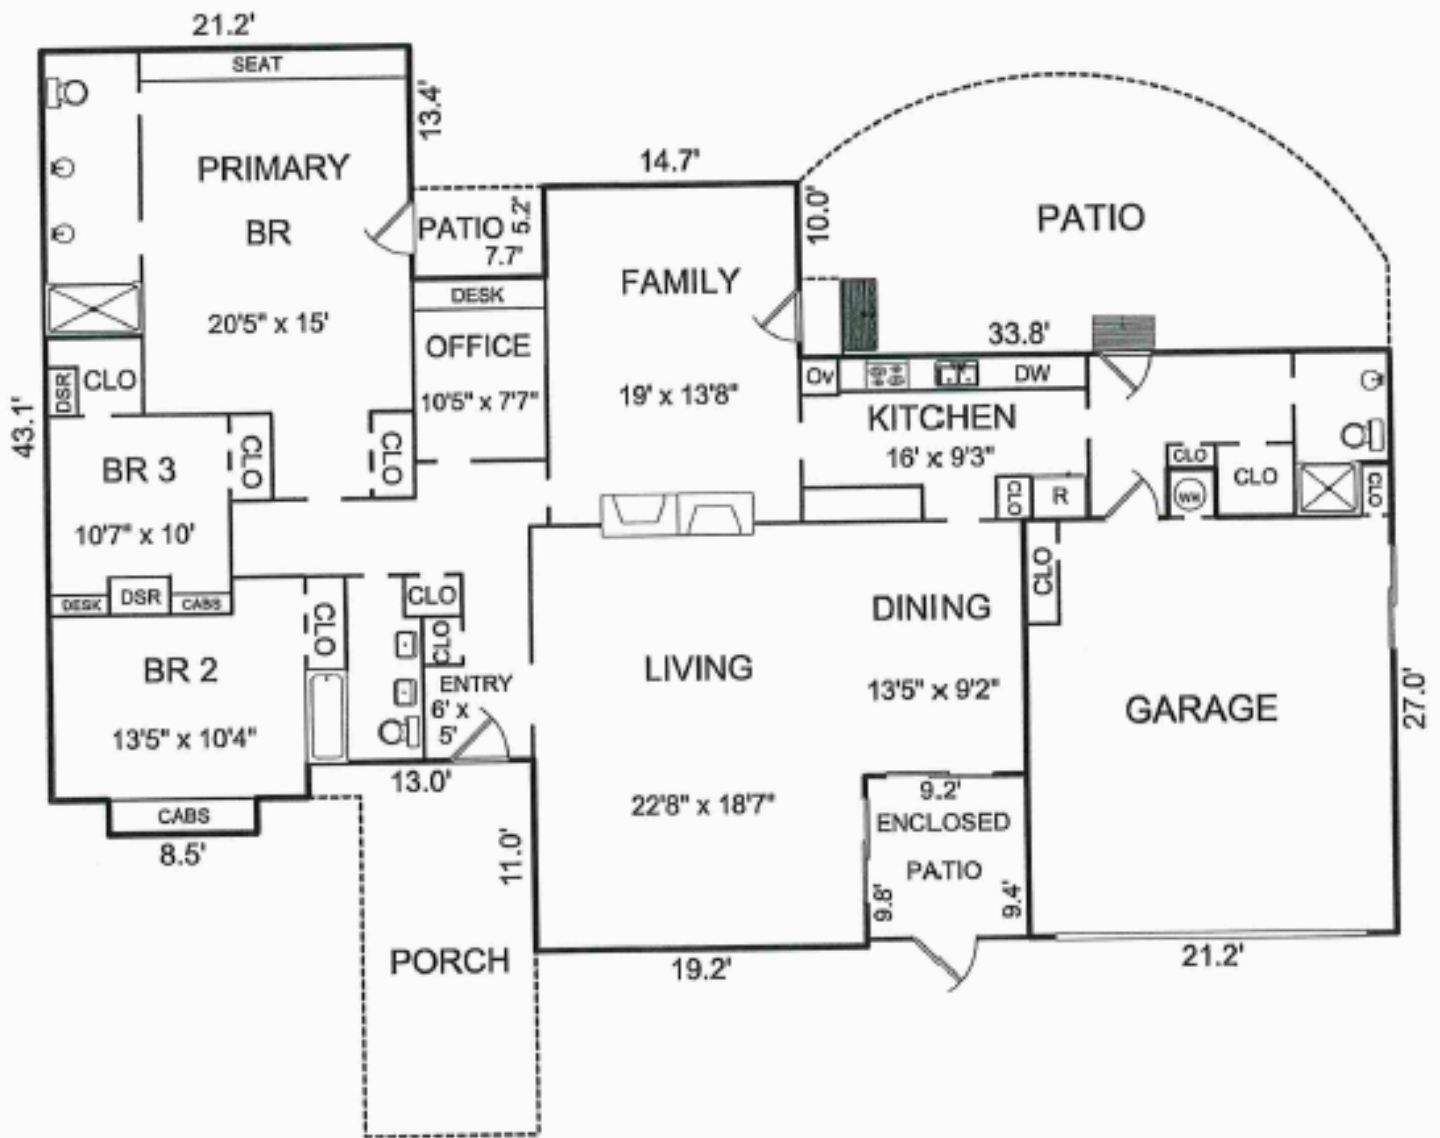 21.2'
SEAT
13.4'
PRIMARY
BR
20'5" x 15'
14.7'
10.0'
PATIO
PATIO
5.2'
7.7'
FAMILY
19' x 13'8"
DESK
OFFICE
10'5" x 7'7"
33.8'
Ov
DW
KITCHEN
16' x 9'3"
CLO
R
CLO
WH
CLO
CLO
DSR
CLO
43.1'
BR 3
10'7" x 10'
CLO
CLO
DESK
DSR
CABS
CLO
CLO
CLO
BR 2
13'5" x 10'4"
ENTRY
6' x
5'
LIVING
22'8" x 18'7"
DINING
13'5" x 9'2"
CLO
GARAGE
27.0'
CABS
8.5'
13.0'
11.0'
PORCH
9.2'
ENCLOSED
PATIO
9.8'
9.4'
19.2'
21.2'